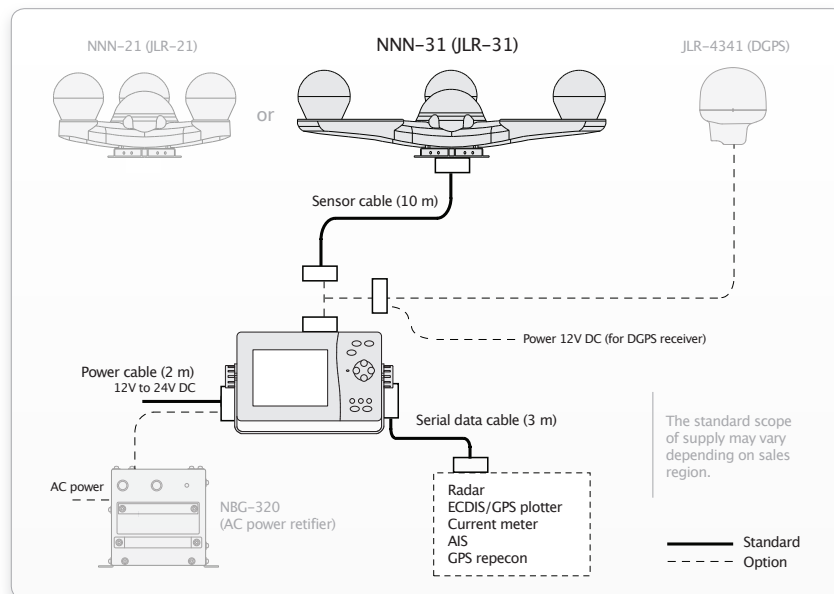 NNN-21 (JLR-21)
NNN-31 (JLR-31)
JLR-4341 (DGPS)
or
Sensor cable (10 m)
Power 12V DC (for DGPS receiver)
Power cable (2 m)
12V to 24V DC
Serial data cable (3 m)
The standard scope
of supply may vary
depending on sales
region.
AC power
NBG-320
(AC power retifier)
Radar
ECDIS/GPS plotter
Current meter
AIS
GPS repecon
Standard
Option